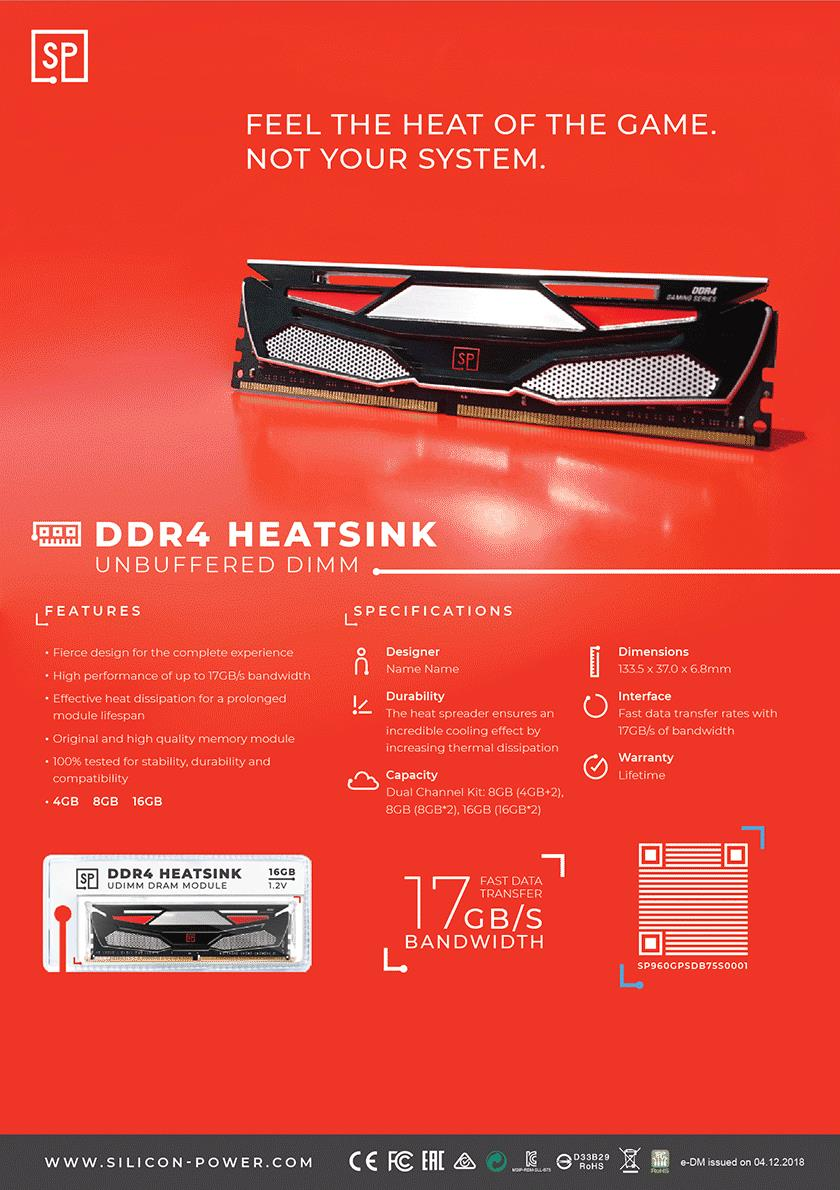 SP
FEEL THE HEAT OF THE GAME.
NOT YOUR SYSTEM.
DDR4
GAMING SERIES
SP
DDR4 HEATSINK
UNBUFFERED DIMM
FEATURES
• Fierce design for the complete experience
• High performance of up to 17GB/s bandwidth
• Effective heat dissipation for a prolonged
module lifespan
• Original and high quality memory module
• 100% tested for stability, durability and
compatibility
• 4GB 8GB 16GB
SPECIFICATIONS
Designer
Name Name
Durability
The heat spreader ensures an
incredible cooling effect by
increasing thermal dissipation
Capacity
Dual Channel Kit: 8GB (4GB+2),
8GB (8GB*2), 16GB (16GB*2)
Dimensions
133.5 x 37.0 x 6.8mm
Interface
Fast data transfer rates with
17GB/s of bandwidth
Warranty
Lifetime
SP
DDR4 HEATSINK
UDIMM DRAM MODULE
16GB
1.2V
17GB/S
FAST DATA
TRANSFER
BANDWIDTH
SP960GPSDB75S0001
WWW.SILICON-POWER.COM
CE FC EAC
D33B29
RoHS
RoHS
e-DM issued on 04.12.2018